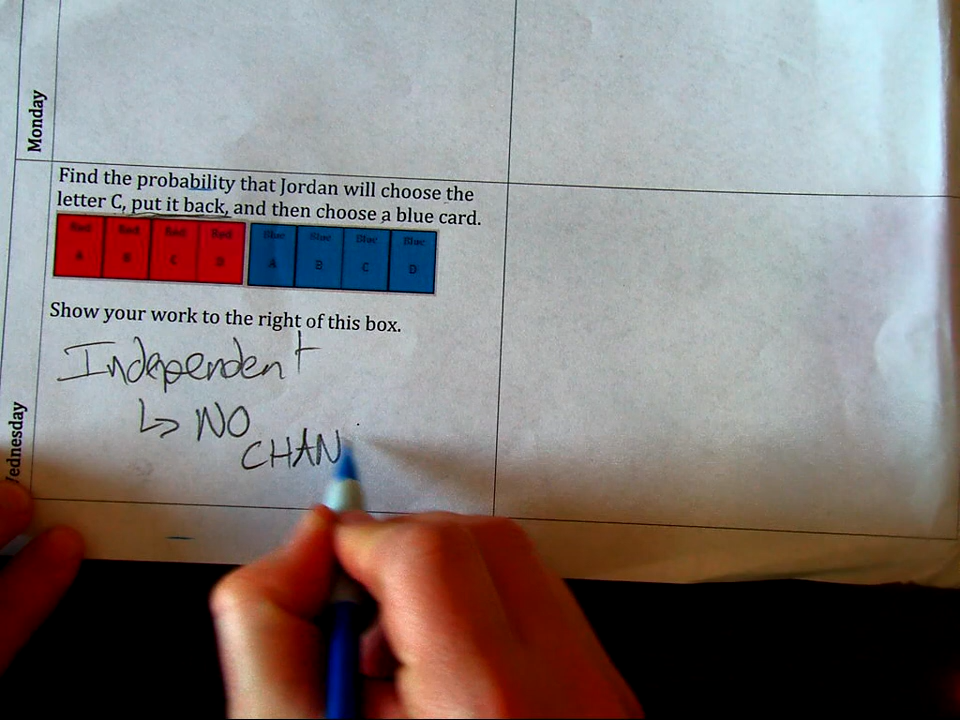 Monday
Find the probability that Jordan will choose the
letter C, put it back, and then choose a blue card.
Red Red Red Red Blue Blue Blue Blue
A B C D A B C D
Show your work to the right of this box.
Independent
↳ NO
CHAN
Wednesday